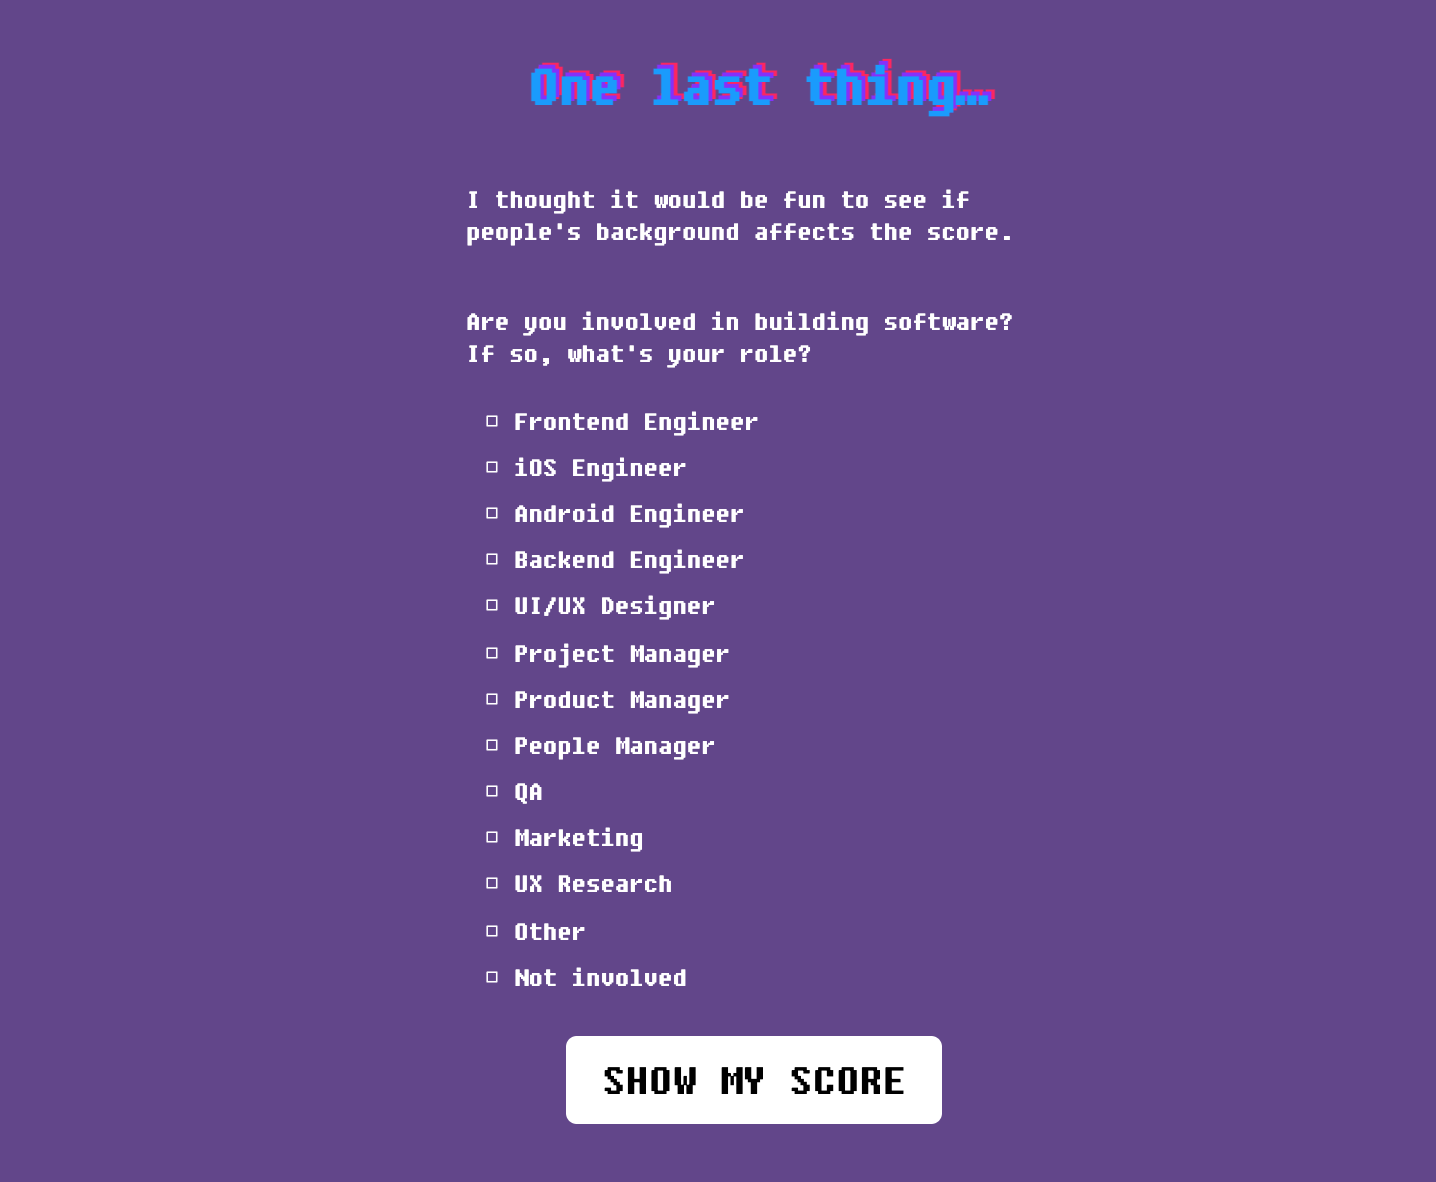 One last thing…
I thought it would be fun to see if
people's background affects the score.
Are you involved in building software?
If so, what's your role?
Frontend Engineer
iOS Engineer
Android Engineer
Backend Engineer
UI/UX Designer
Project Manager
Product Manager
People Manager
QA
Marketing
UX Research
Other
Not involved
SHOW MY SCORE